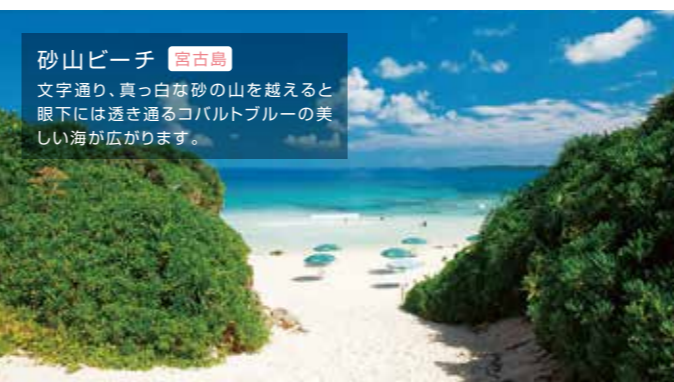 砂山ビーチ 宮古島
文字通り、真っ白な砂の山を越えると
眼下には透き通るコバルトブルーの美
しい海が広がります。